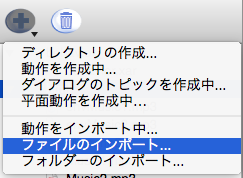 ディレクトリの作成...
動作を作成中...
ダイアログのトピックを作成中...
平面動作を作成中...
動作をインポート中...
ファイルのインポート...
フォルダーのインポート...